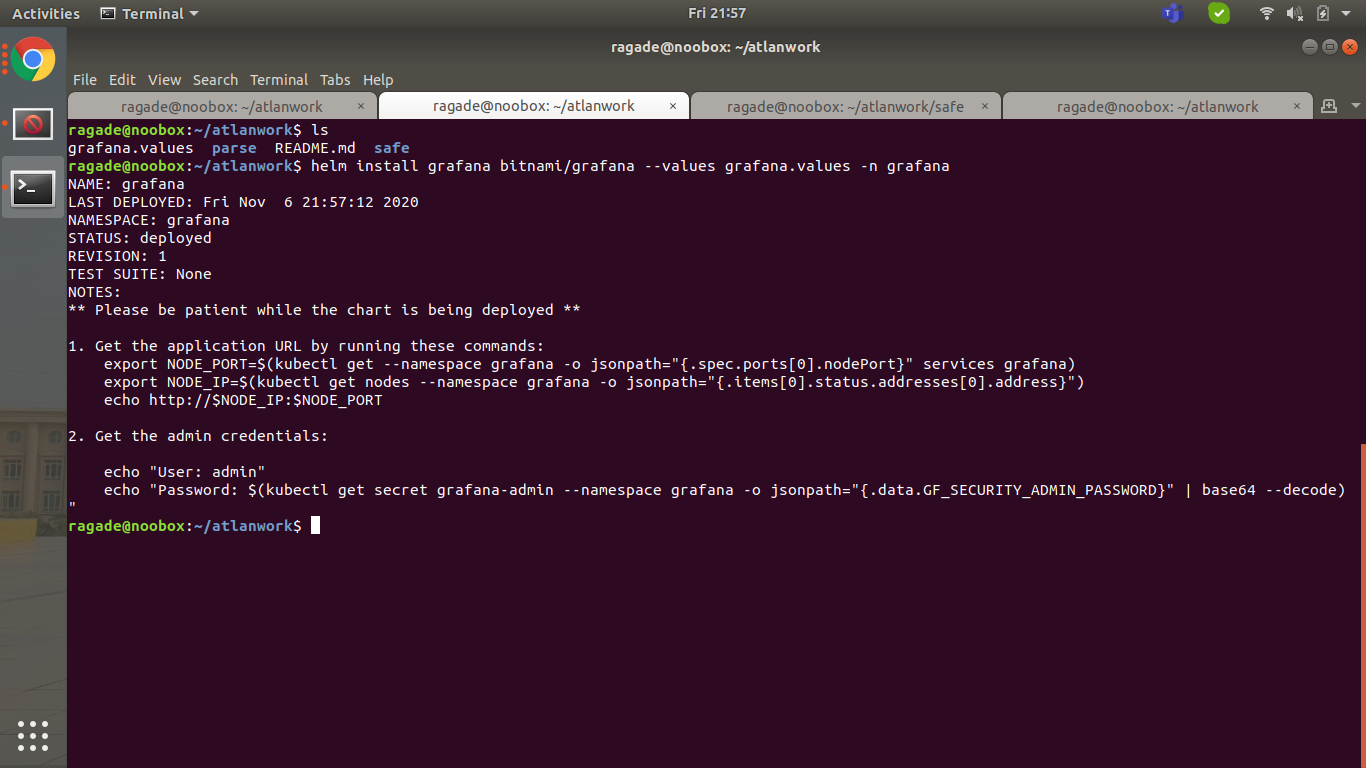 Activities Terminal Fri 21:57
ragade@noobox: ~/atlanwork
File Edit View Search Terminal Tabs Help
ragade@noobox: ~/atlanwork × ragade@noobox: ~/atlanwork × ragade@noobox: ~/atlanwork/safe × ragade@noobox: ~/atlanwork ×
ragade@noobox:~/atlanwork$ ls
grafana.values  parse  README.md  safe
ragade@noobox:~/atlanwork$ helm install grafana bitnami/grafana --values grafana.values -n grafana
NAME: grafana
LAST DEPLOYED: Fri Nov  6 21:57:12 2020
NAMESPACE: grafana
STATUS: deployed
REVISION: 1
TEST SUITE: None
NOTES:
** Please be patient while the chart is being deployed **
1. Get the application URL by running these commands:
    export NODE_PORT=$(kubectl get --namespace grafana -o jsonpath="{.spec.ports[0].nodePort}" services grafana)
    export NODE_IP=$(kubectl get nodes --namespace grafana -o jsonpath="{.items[0].status.addresses[0].address}")
    echo http://$NODE_IP:$NODE_PORT
2. Get the admin credentials:
    echo "User: admin"
    echo "Password: $(kubectl get secret grafana-admin --namespace grafana -o jsonpath="{.data.GF_SECURITY_ADMIN_PASSWORD}" | base64 --decode)
"
ragade@noobox:~/atlanwork$